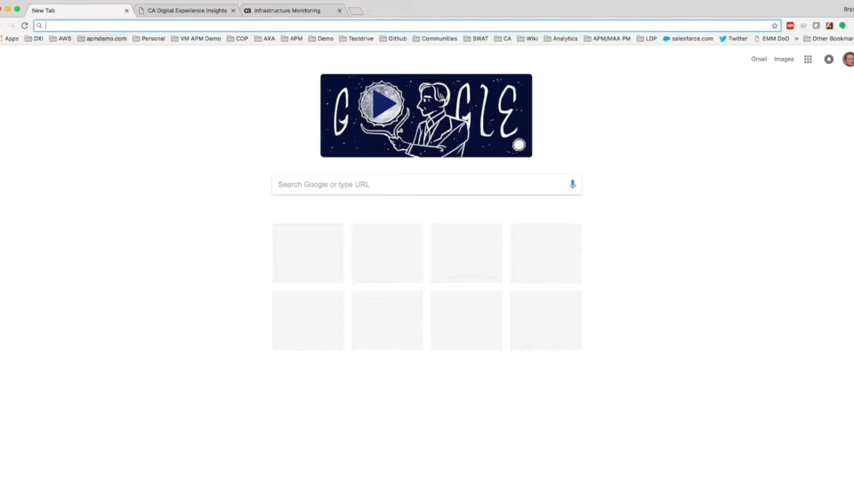 New Tab
CA Digital Experience Insights
Infrastructure Monitoring
Apps DXI AWS apmdemo.com Personal VM APM Demo COP AXA APM Demo Testdrive Github Communities SWAT CA Wiki Analytics APM/MAA PM LDP salesforce.com Twitter EMM DoD » Other Bookmar
Gmail Images
GOOGLE
Search Google or type URL